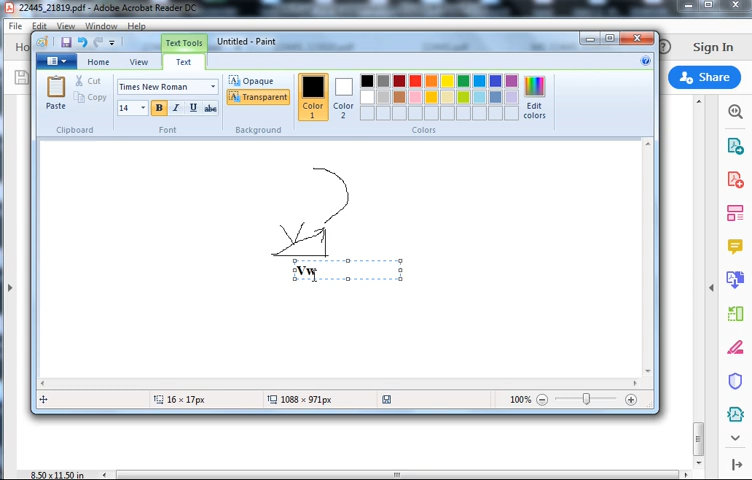 22445_21819.pdf - Adobe Acrobat Reader DC
File Edit View Window Help
Sign In
Text Tools
Untitled - Paint
Home View Text
Paste
Cut
Copy
Clipboard
Times New Roman
14 B I U abc
Font
Opaque
Transparent
Background
Color 1
Color 2
Edit colors
Colors
Share
Vw
16 × 17px
1088 × 971px
100%
8.50 x 11.50 in